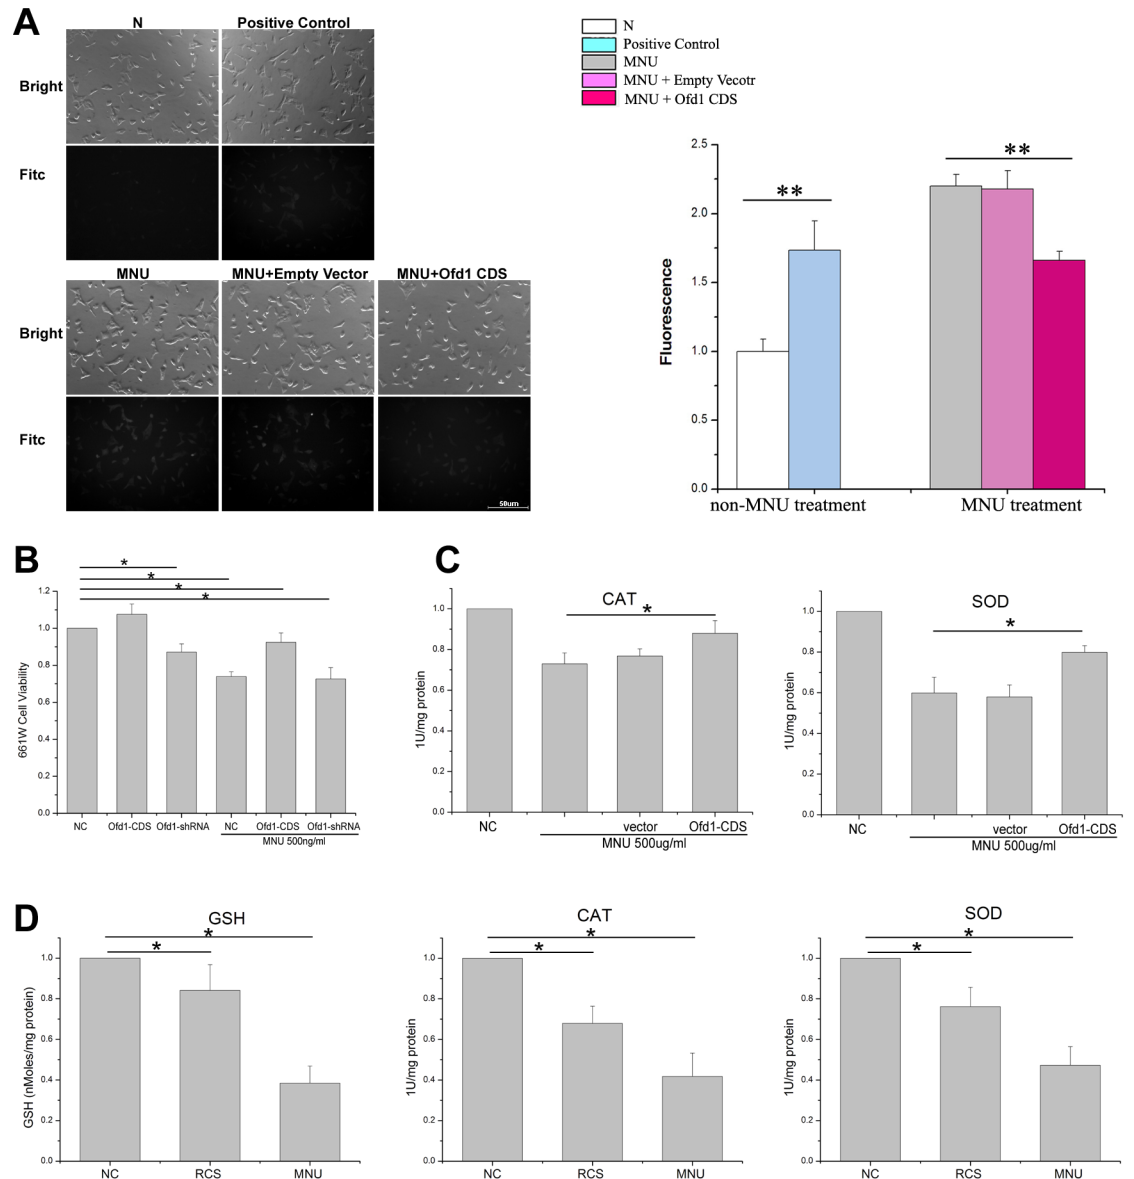 A
N
Positive Control
Bright
Fitc
MNU
MNU+Empty Vector
MNU+Ofd1 CDS
Bright
Fitc
50um
N
Positive Control
MNU
MNU + Empty Vecotr
MNU + Ofd1 CDS
Fluorescence
2.5
2.0
1.5
1.0
0.5
0.0
**
**
non-MNU treatment
MNU treatment
B
661W Cell Viability
1.2
1.0
0.8
0.6
0.4
0.2
0.0
*
*
*
*
NC
Ofd1-CDS
Ofd1-shRNA
NC
Ofd1-CDS
Ofd1-shRNA
MNU 500ng/ml
C
CAT
*
1U/mg protein
1.0
0.8
0.6
0.4
0.2
0.0
NC
vector
Ofd1-CDS
MNU 500ug/ml
SOD
*
1U/mg protein
1.0
0.8
0.6
0.4
0.2
0.0
NC
vector
Ofd1-CDS
MNU 500ug/ml
D
GSH
*
*
GSH (nMoles/mg protein)
1.0
0.8
0.6
0.4
0.2
0.0
NC
RCS
MNU
CAT
*
*
1U/mg protein
1.0
0.8
0.6
0.4
0.2
0.0
NC
RCS
MNU
SOD
*
*
1U/mg protein
1.0
0.8
0.6
0.4
0.2
0.0
NC
RCS
MNU